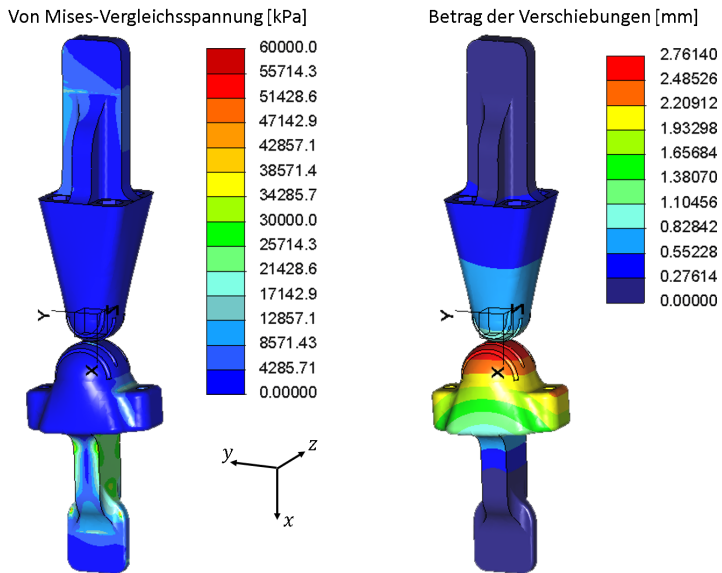 Von Mises-Vergleichsspannung [kPa]
60000.0
55714.3
51428.6
47142.9
42857.1
38571.4
34285.7
30000.0
25714.3
21428.6
17142.9
12857.1
8571.43
4285.71
0.00000
Y
X
y
z
x
Betrag der Verschiebungen [mm]
2.76140
2.48526
2.20912
1.93298
1.65684
1.38070
1.10456
0.82842
0.55228
0.27614
0.00000
Y
X